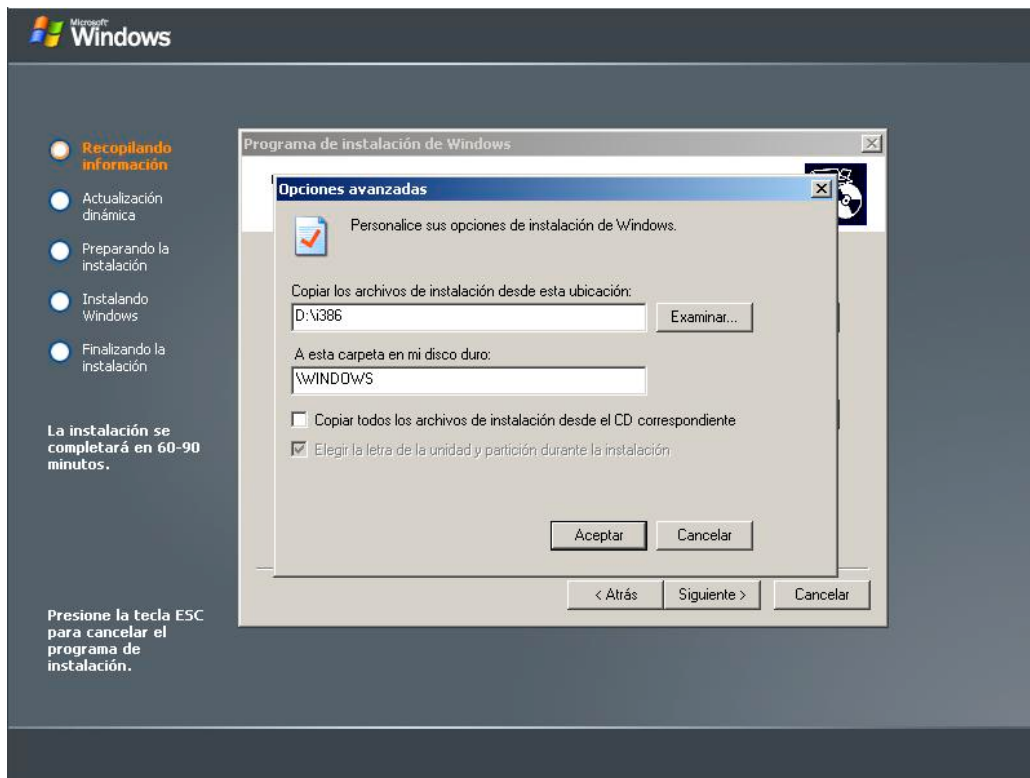 Microsoft
Windows
Recopilando
información
Actualización
dinámica
Preparando la
instalación
Instalando
Windows
Finalizando la
instalación
La instalación se
completará en 60-90
minutos.
Presione la tecla ESC
para cancelar el
programa de
instalación.
Programa de instalación de Windows
Opciones avanzadas
Personalice sus opciones de instalación de Windows.
Copiar los archivos de instalación desde esta ubicación:
D:\i386
Examinar...
A esta carpeta en mi disco duro:
\WINDOWS
Copiar todos los archivos de instalación desde el CD correspondiente
Elegir la letra de la unidad y partición durante la instalación
Aceptar
Cancelar
< Atrás
Siguiente >
Cancelar